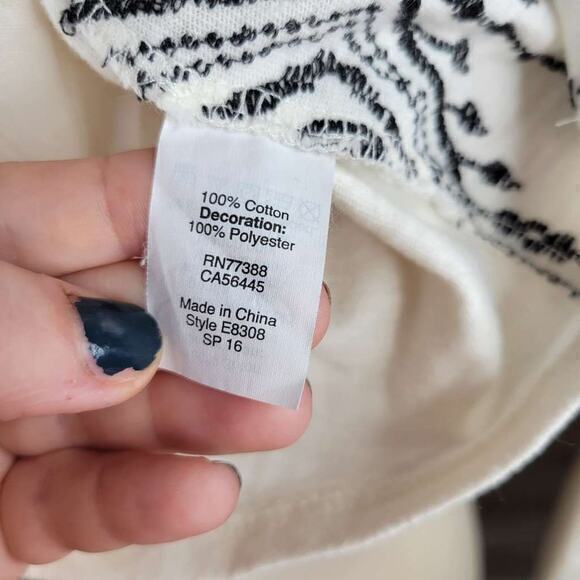 100% Cotton
Decoration:
100% Polyester
RN77388
CA56445
Made in China
Style E8308
SP 16